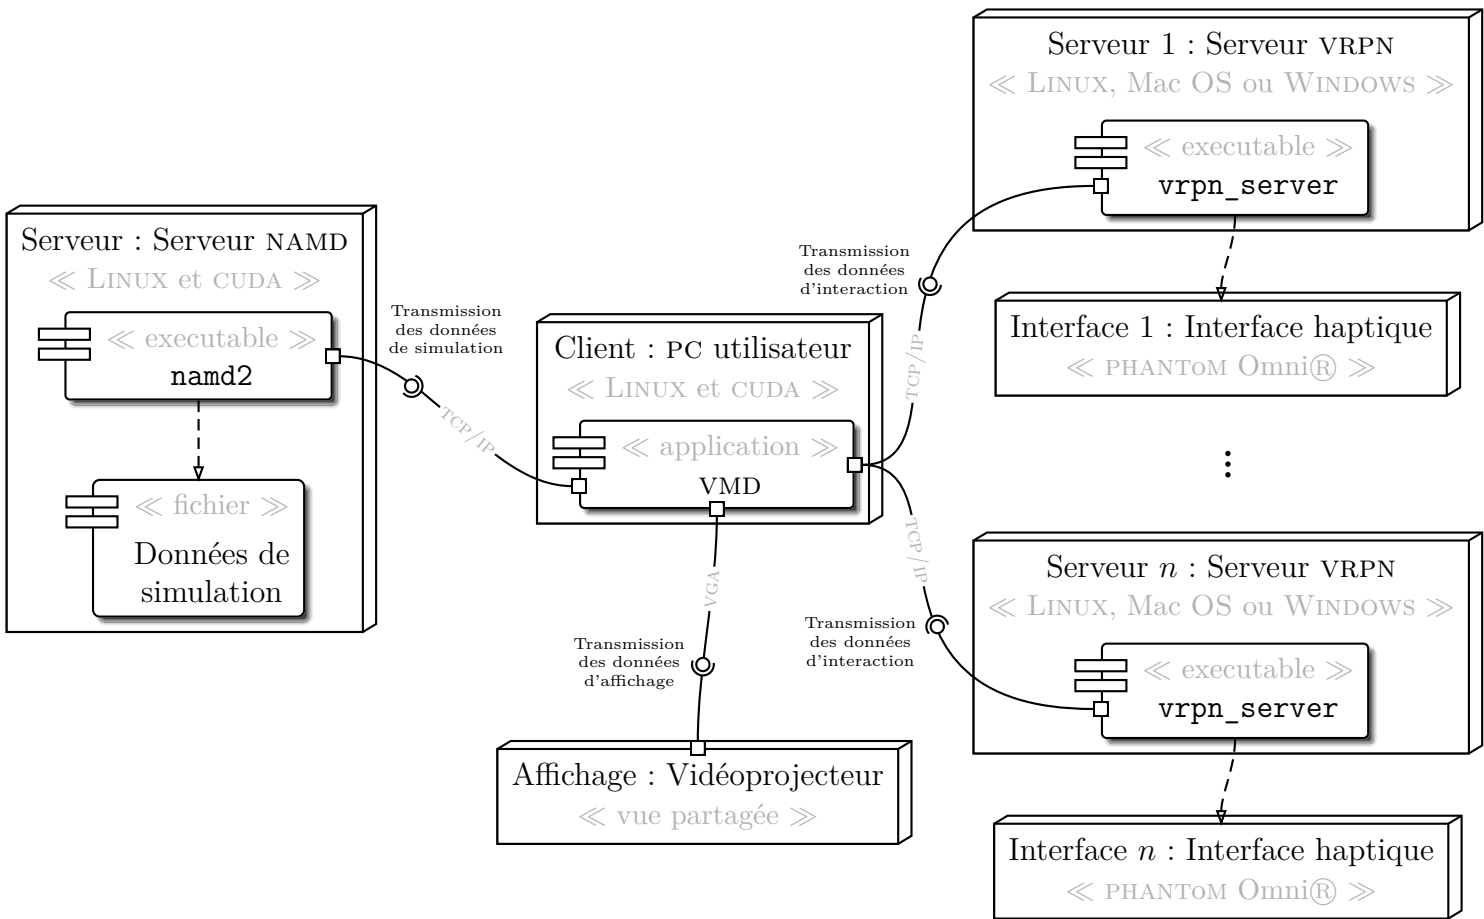 Serveur : Serveur NAMD
≪ LINUX et CUDA ≫
≪ executable ≫
namd2
≪ fichier ≫
Données de
simulation
Transmission
des données
de simulation
TCP/IP
Client : PC utilisateur
≪ LINUX et CUDA ≫
≪ application ≫
VMD
VGA
Transmission
des données
d'affichage
Affichage : Vidéoprojecteur
≪ vue partagée ≫
TCP/IP
Transmission
des données
d'interaction
Serveur 1 : Serveur VRPN
≪ LINUX, Mac OS ou WINDOWS ≫
≪ executable ≫
vrpn_server
Interface 1 : Interface haptique
≪ PHANToM Omni® ≫
⋮
TCP/IP
Transmission
des données
d'interaction
Serveur n : Serveur VRPN
≪ LINUX, Mac OS ou WINDOWS ≫
≪ executable ≫
vrpn_server
Interface n : Interface haptique
≪ PHANToM Omni® ≫